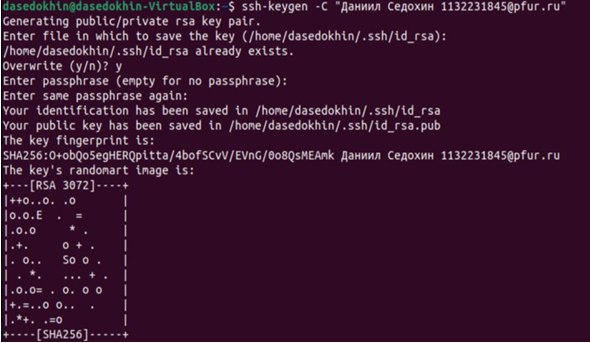 dasedokhin@dasedokhin-VirtualBox:~$ ssh-keygen -C "Даниил Седохин 1132231845@pfur.ru"
Generating public/private rsa key pair.
Enter file in which to save the key (/home/dasedokhin/.ssh/id_rsa):
/home/dasedokhin/.ssh/id_rsa already exists.
Overwrite (y/n)? y
Enter passphrase (empty for no passphrase):
Enter same passphrase again:
Your identification has been saved in /home/dasedokhin/.ssh/id_rsa
Your public key has been saved in /home/dasedokhin/.ssh/id_rsa.pub
The key fingerprint is:
SHA256:O+obQo5egHERQpitta/4bofSCvV/EVnG/0o8QsMEAmk Даниил Седохин 1132231845@pfur.ru
The key's randomart image is:
+---[RSA 3072]----+
|++o..o. .o       |
|o.o.E  .  =      |
|.o.o     * .     |
|.+.     o + .    |
| . o..   So o .  |
|  . *.   ... + . |
|.o.o= . o. o o   |
|+.=..o o..  .    |
|.*+. .=o         |
+----[SHA256]-----+